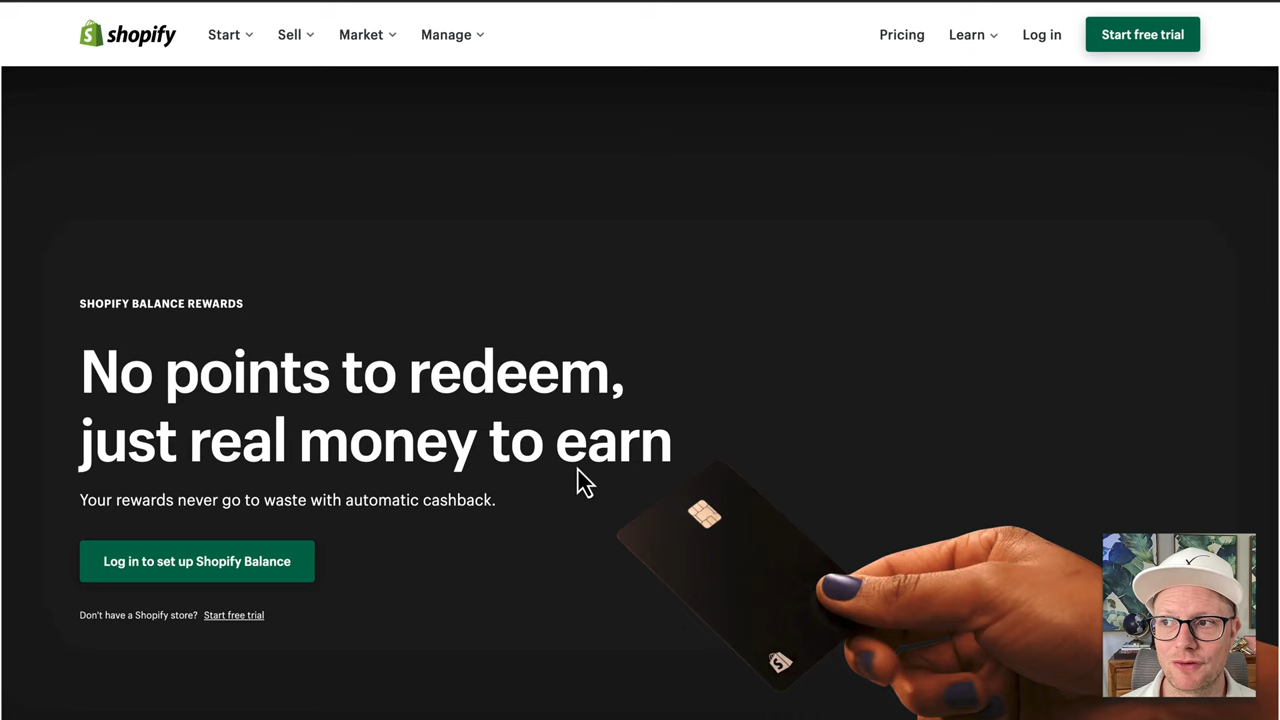 shopify Start Sell Market Manage Pricing Learn Log in Start free trial
SHOPIFY BALANCE REWARDS
No points to redeem,
just real money to earn
Your rewards never go to waste with automatic cashback.
Log in to set up Shopify Balance
Don't have a Shopify store? Start free trial